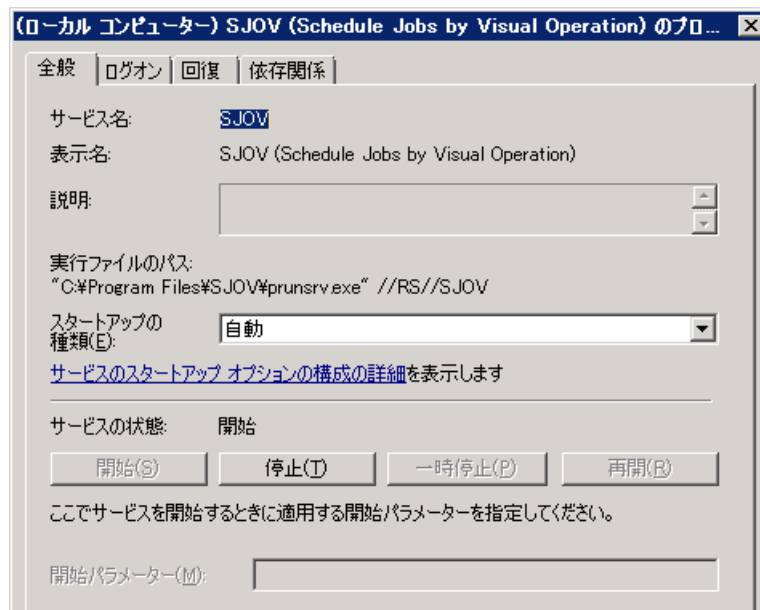 (ローカル コンピューター) SJOV (Schedule Jobs by Visual Operation) のプロ...
全般 ログオン 回復 依存関係
サービス名: SJOV
表示名: SJOV (Schedule Jobs by Visual Operation)
説明:
実行ファイルのパス:
"C:¥Program Files¥SJOV¥prunsrv.exe" //RS//SJOV
スタートアップの
種類(E): 自動
サービスのスタートアップ オプションの構成の詳細を表示します
サービスの状態: 開始
開始(S) 停止(T) 一時停止(P) 再開(R)
ここでサービスを開始するときに適用する開始パラメーターを指定してください。
開始パラメーター(M):